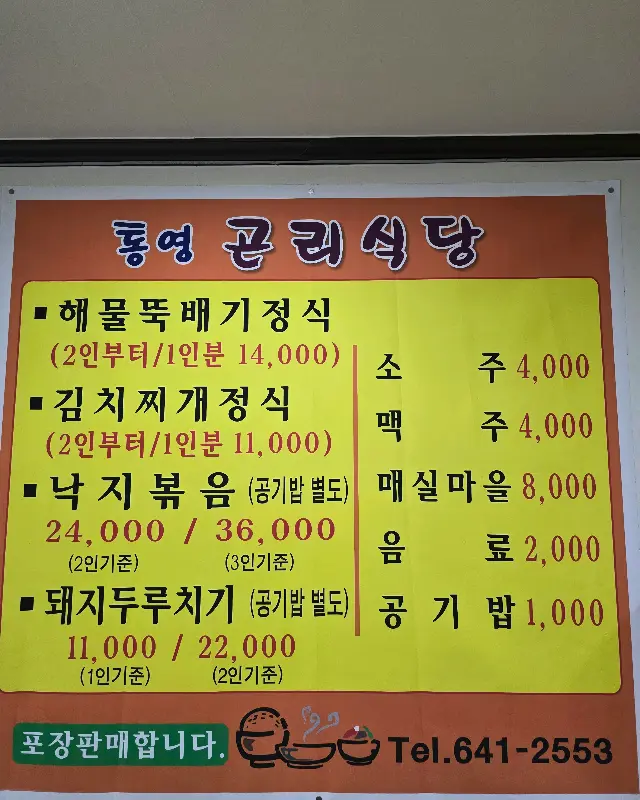 통영 곤리식당
▪ 해물뚝배기정식
(2인부터/1인분 14,000)
▪ 김치찌개정식
(2인부터/1인분 11,000)
▪ 낙지볶음 (공기밥 별도)
24,000 / 36,000
(2인기준) (3인기준)
▪ 돼지두루치기 (공기밥 별도)
11,000 / 22,000
(1인기준) (2인기준)
소 주 4,000
맥 주 4,000
매실마을 8,000
음 료 2,000
공 기 밥 1,000
포장판매합니다.
Tel.641-2553